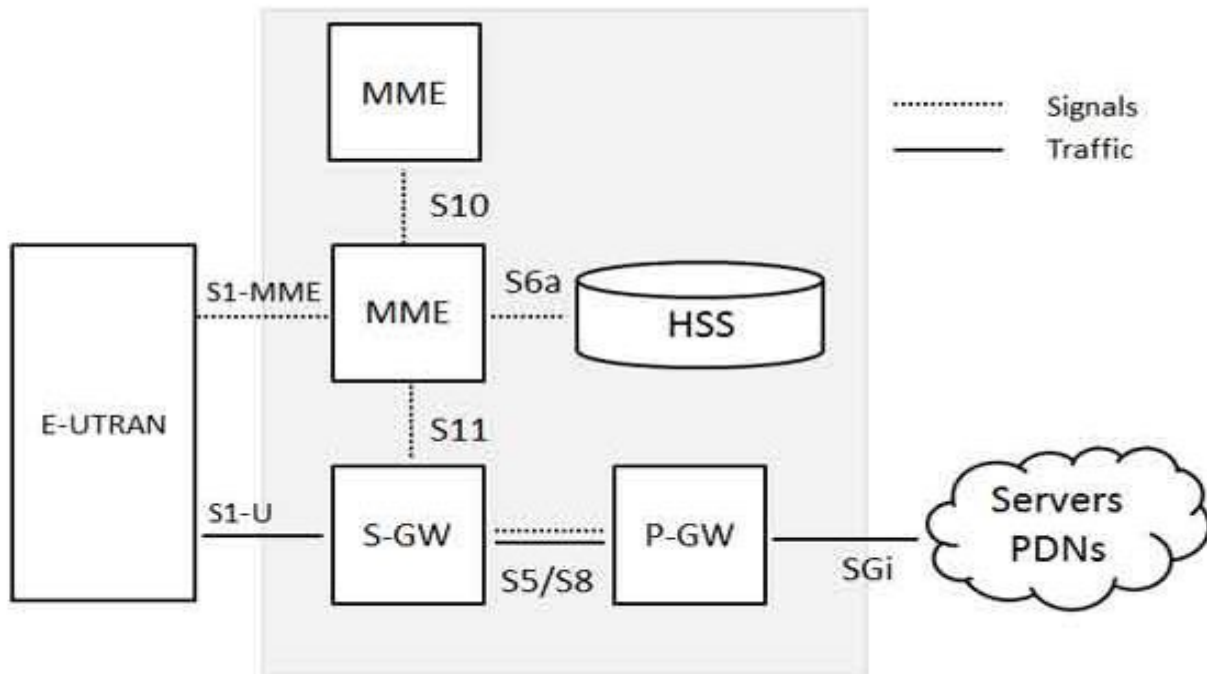 MME
Signals
Traffic
S10
S1-MME
MME
S6a
HSS
E-UTRAN
S11
S1-U
S-GW
S5/S8
P-GW
SGi
Servers
PDNs